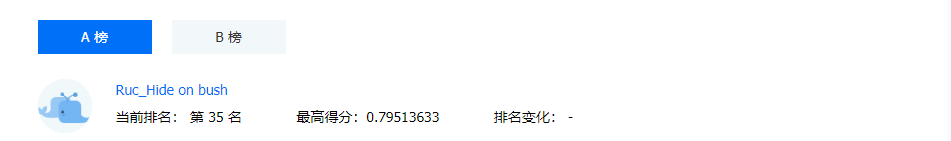 A 榜 B 榜
Ruc_Hide on bush
当前排名： 第 35 名 最高得分：0.79513633 排名变化： -